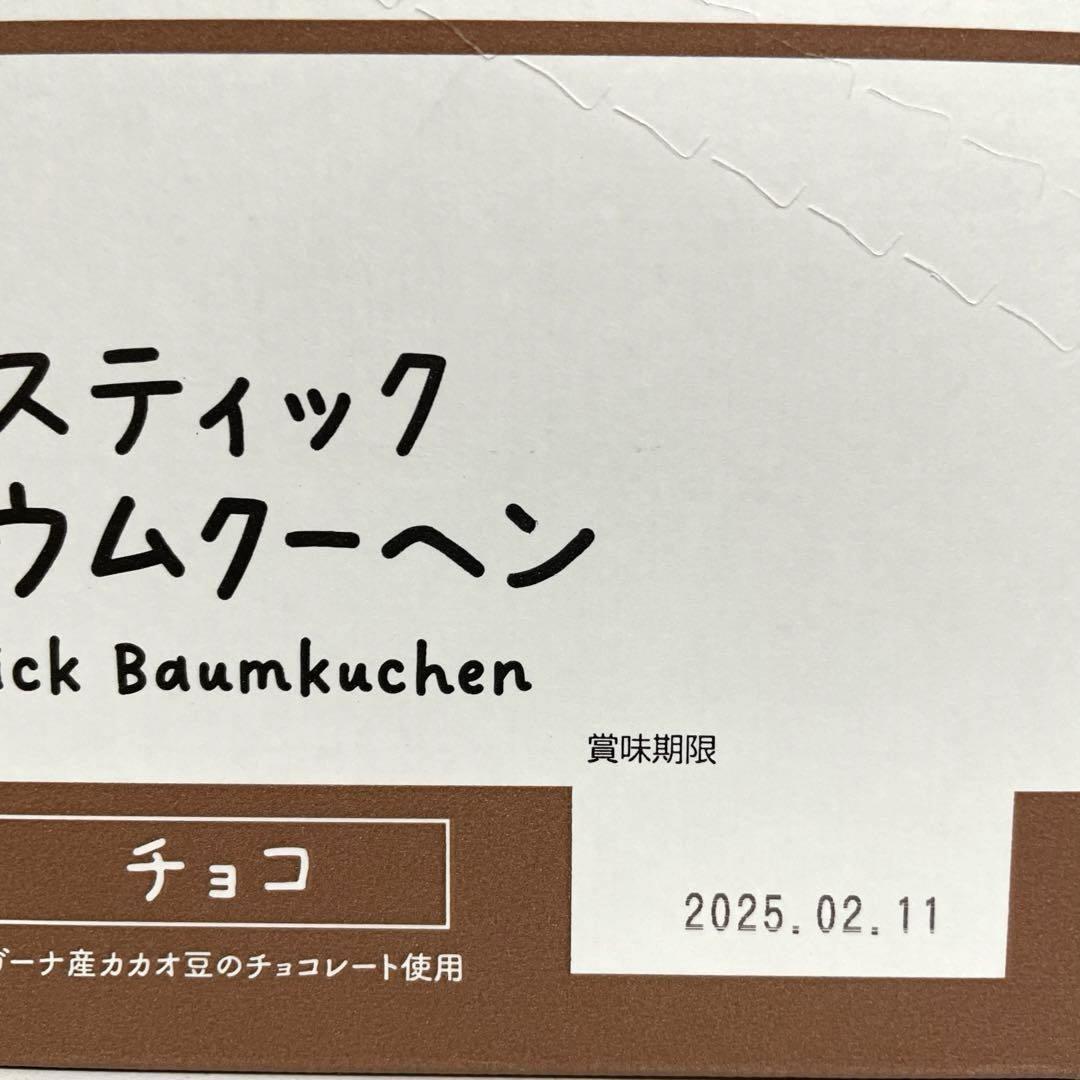 スティック
ウムクーヘン
ick Baumkuchen
賞味期限
チョコ
2025.02.11
ガーナ産カカオ豆のチョコレート使用